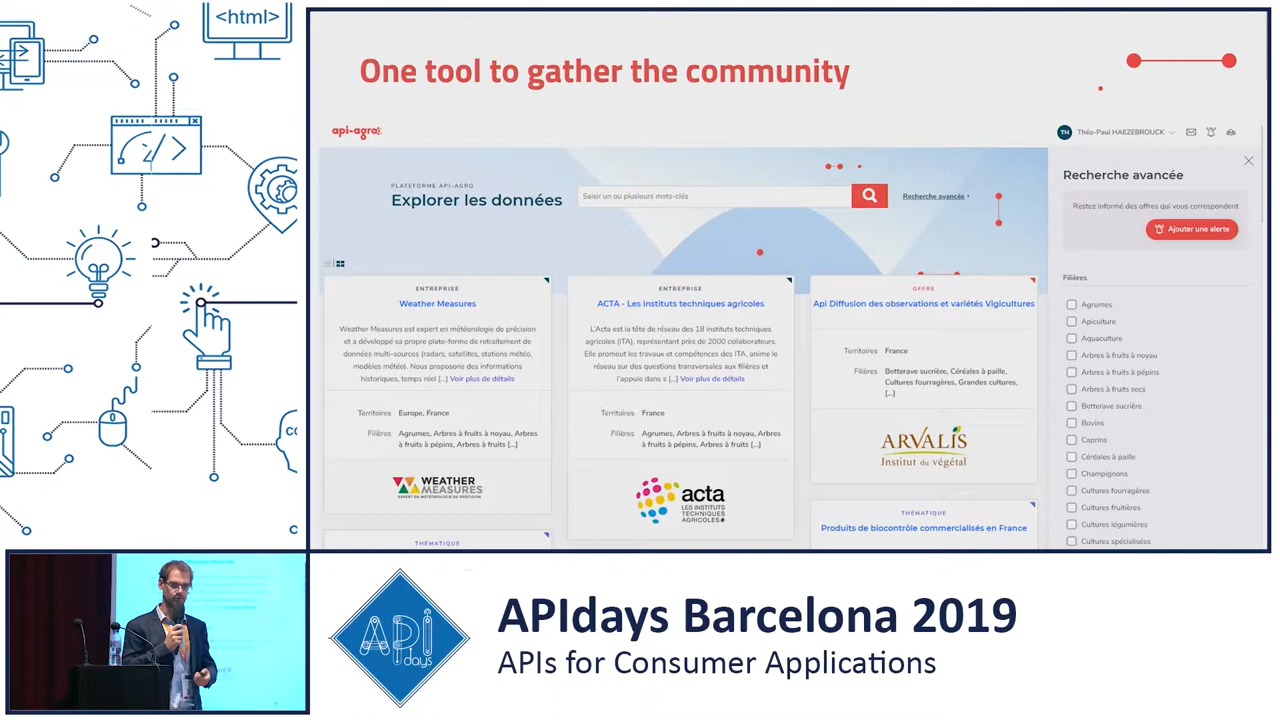 <html>
One tool to gather the community
api-agro
TH Théo-Paul HAEZEBROUCK
PLATEFORME API-AGRO
Explorer les données
Saisir un ou plusieurs mots-clés
Recherche avancée
ENTREPRISE
Weather Measures
Weather Measures est expert en météorologie de précision
et a développé sa propre plate-forme de retraitement de
données multi-sources (radars, satellites, stations météo,
modèles météo). Nous proposons des informations
historiques, temps réel [...] Voir plus de détails
Territoires Europe, France
Filières Agrumes, Arbres à fruits à noyau, Arbres
à fruits à pépins, Arbres à fruits [...]
WEATHER
MEASURES
EXPERT EN MÉTÉOROLOGIE DE PRÉCISION
THÉMATIQUE
ENTREPRISE
ACTA - Les instituts techniques agricoles
L'Acta est la tête de réseau des 18 instituts techniques
agricoles (ITA), représentant près de 2000 collaborateurs.
Elle promeut les travaux et compétences des ITA, anime le
réseau sur des questions transversales aux filières et
l'appuie dans s [...] Voir plus de détails
Territoires France
Filières Agrumes, Arbres à fruits à noyau, Arbres
à fruits à pépins, Arbres à fruits [...]
acta
LES INSTITUTS
TECHNIQUES
AGRICOLES
OFFRE
Api Diffusion des observations et variétés Vigicultures
Territoires France
Filières Betterave sucrière, Céréales à paille,
Cultures fourragères, Grandes cultures,
[...]
ARVALIS
Institut du végétal
THÉMATIQUE
Produits de biocontrôle commercialisés en France
Recherche avancée
Restez informé des offres qui vous correspondent
Ajouter une alerte
Filières
Agrumes
Apiculture
Aquaculture
Arbres à fruits à noyau
Arbres à fruits à pépins
Arbres à fruits secs
Betterave sucrière
Bovins
Caprins
Céréales à paille
Champignons
Cultures fourragères
Cultures fruitières
Cultures légumières
Cultures spécialisées
API
days
APIdays Barcelona 2019
APIs for Consumer Applications